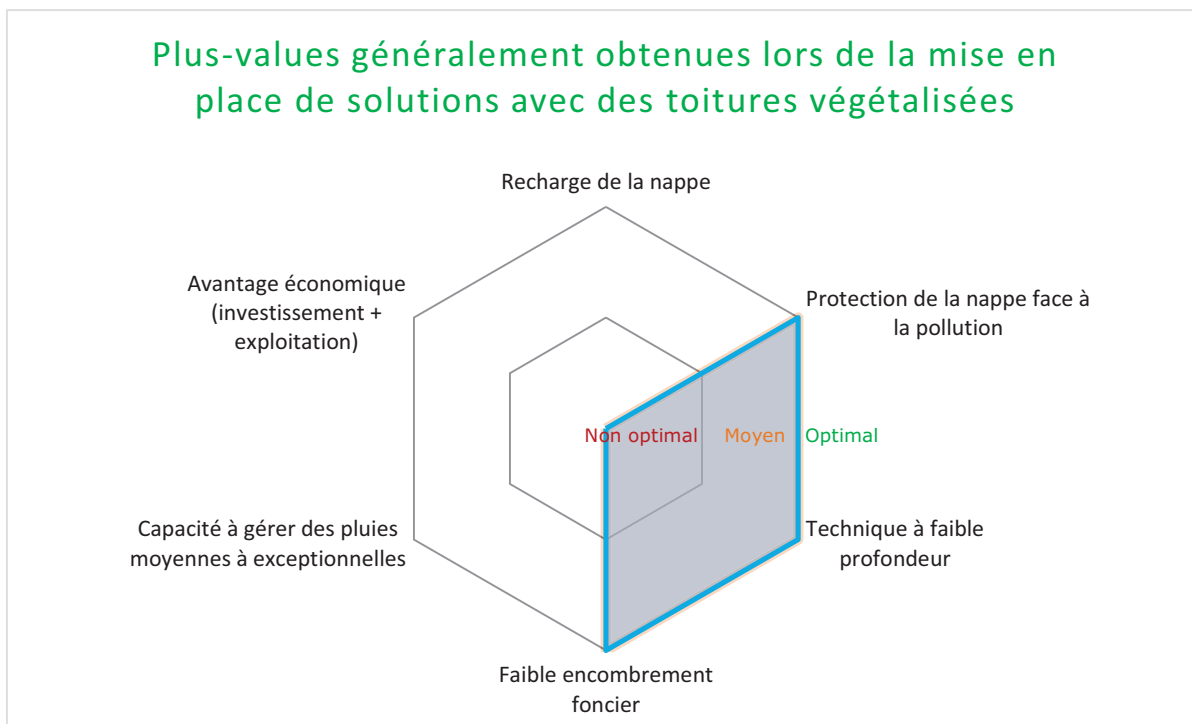 Plus-values généralement obtenues lors de la mise en
place de solutions avec des toitures végétalisées
Recharge de la nappe
Avantage économique
(investissement +
exploitation)
Protection de la nappe face à
la pollution
Non optimal
Moyen
Optimal
Capacité à gérer des pluies
moyennes à exceptionnelles
Technique à faible
profondeur
Faible encombrement
foncier